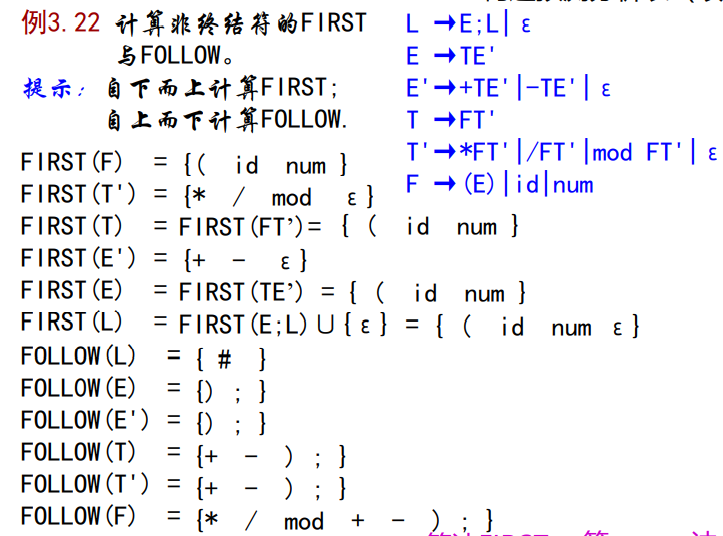 例3.22 计算非终结符的FIRST
与FOLLOW。
提示: 自下而上计算FIRST;
自上而下计算FOLLOW.
L →E;L| ε
E →TE'
E'→+TE'|-TE'| ε
T →FT'
T'→*FT'|/FT'|mod FT'| ε
F →(E)|id|num
FIRST(F) = {( id num }
FIRST(T') = {* / mod ε}
FIRST(T) = FIRST(FT’)= { ( id num }
FIRST(E') = {+ - ε}
FIRST(E) = FIRST(TE’) = { ( id num }
FIRST(L) = FIRST(E;L)∪{ε} = { ( id num ε}
FOLLOW(L) = { # }
FOLLOW(E) = {) ; }
FOLLOW(E') = {) ; }
FOLLOW(T) = {+ - ) ; }
FOLLOW(T') = {+ - ) ; }
FOLLOW(F) = {* / mod + - ) ; }